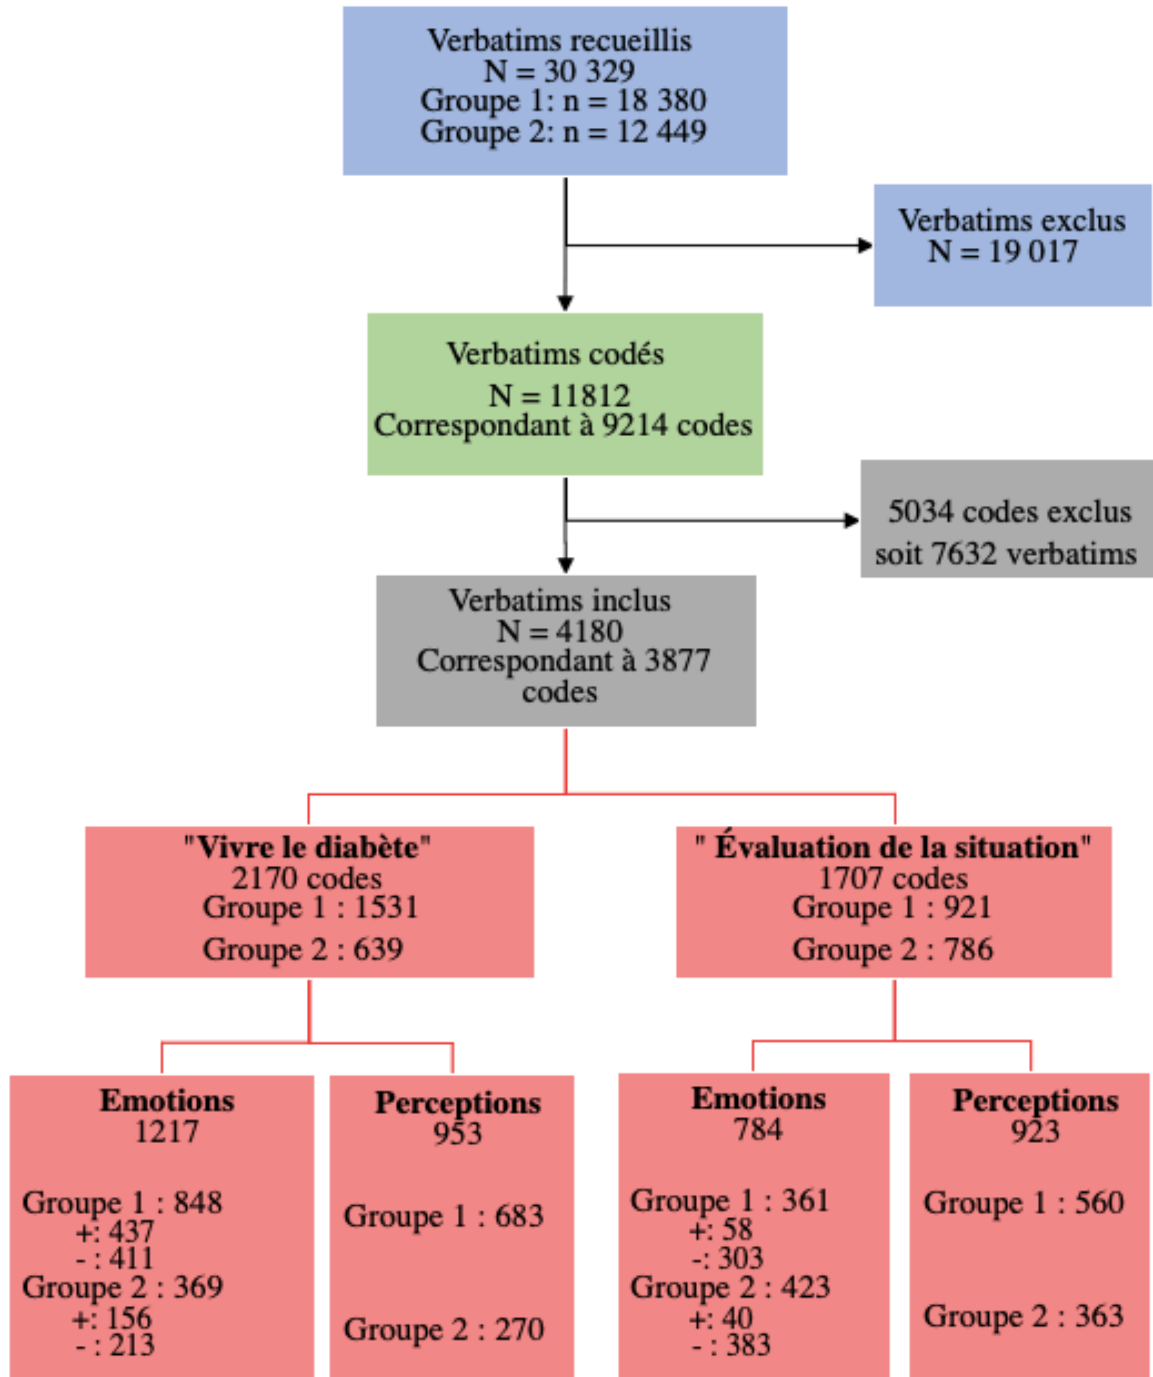 Verbatims recueillis
N = 30 329
Groupe 1: n = 18 380
Groupe 2: n = 12 449
Verbatims exclus
N = 19 017
Verbatims codés
N = 11812
Correspondant à 9214 codes
5034 codes exclus
soit 7632 verbatims
Verbatims inclus
N = 4180
Correspondant à 3877
codes
"Vivre le diabète"
2170 codes
Groupe 1 : 1531
Groupe 2 : 639
" Évaluation de la situation"
1707 codes
Groupe 1 : 921
Groupe 2 : 786
Emotions
1217
Groupe 1 : 848
+: 437
- : 411
Groupe 2 : 369
+: 156
- : 213
Perceptions
953
Groupe 1 : 683
Groupe 2 : 270
Emotions
784
Groupe 1 : 361
+: 58
-: 303
Groupe 2 : 423
+: 40
-: 383
Perceptions
923
Groupe 1 : 560
Groupe 2 : 363